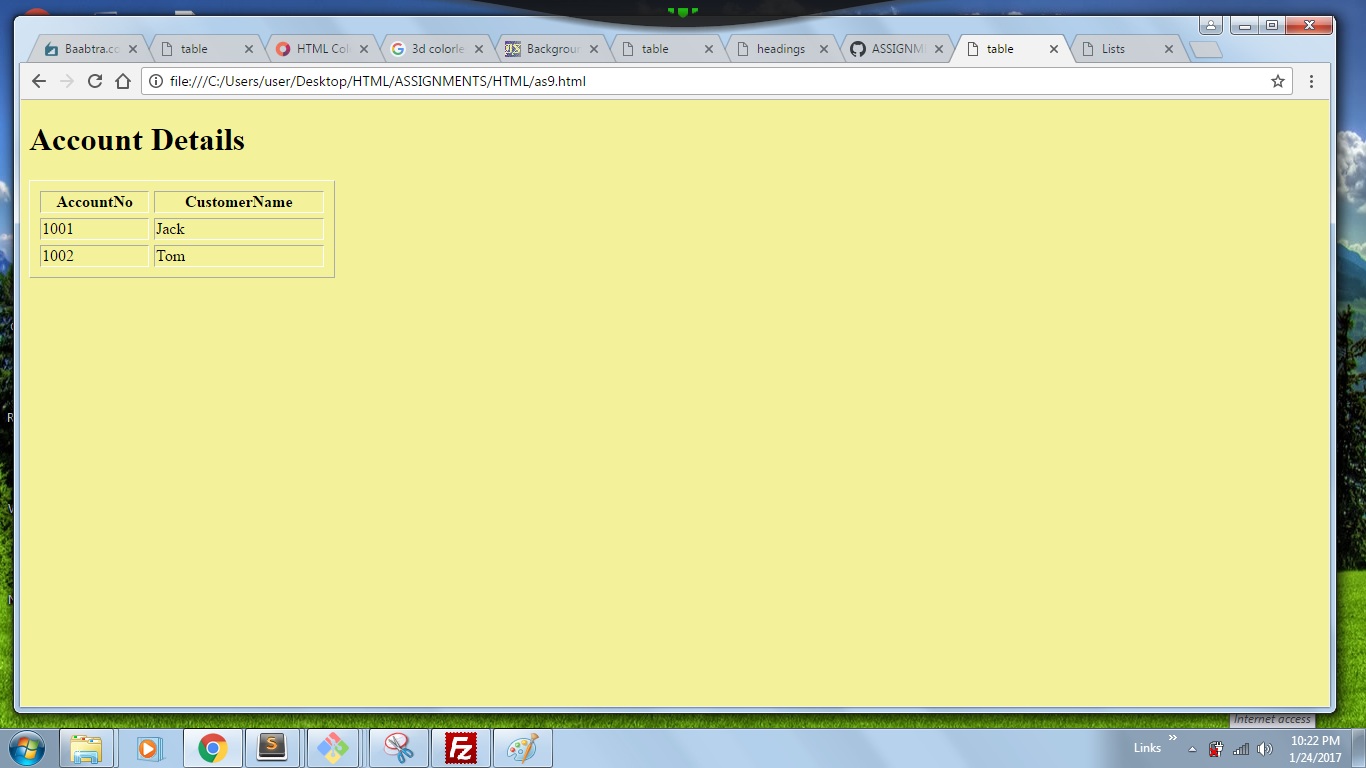 Baabtra.co
table
HTML Col
3d colorle
Backgroun
table
headings
ASSIGNM
table
Lists
file:///C:/Users/user/Desktop/HTML/ASSIGNMENTS/HTML/as9.html
Account Details
AccountNo CustomerName
1001 Jack
1002 Tom
Internet access
Links
10:22 PM
1/24/2017